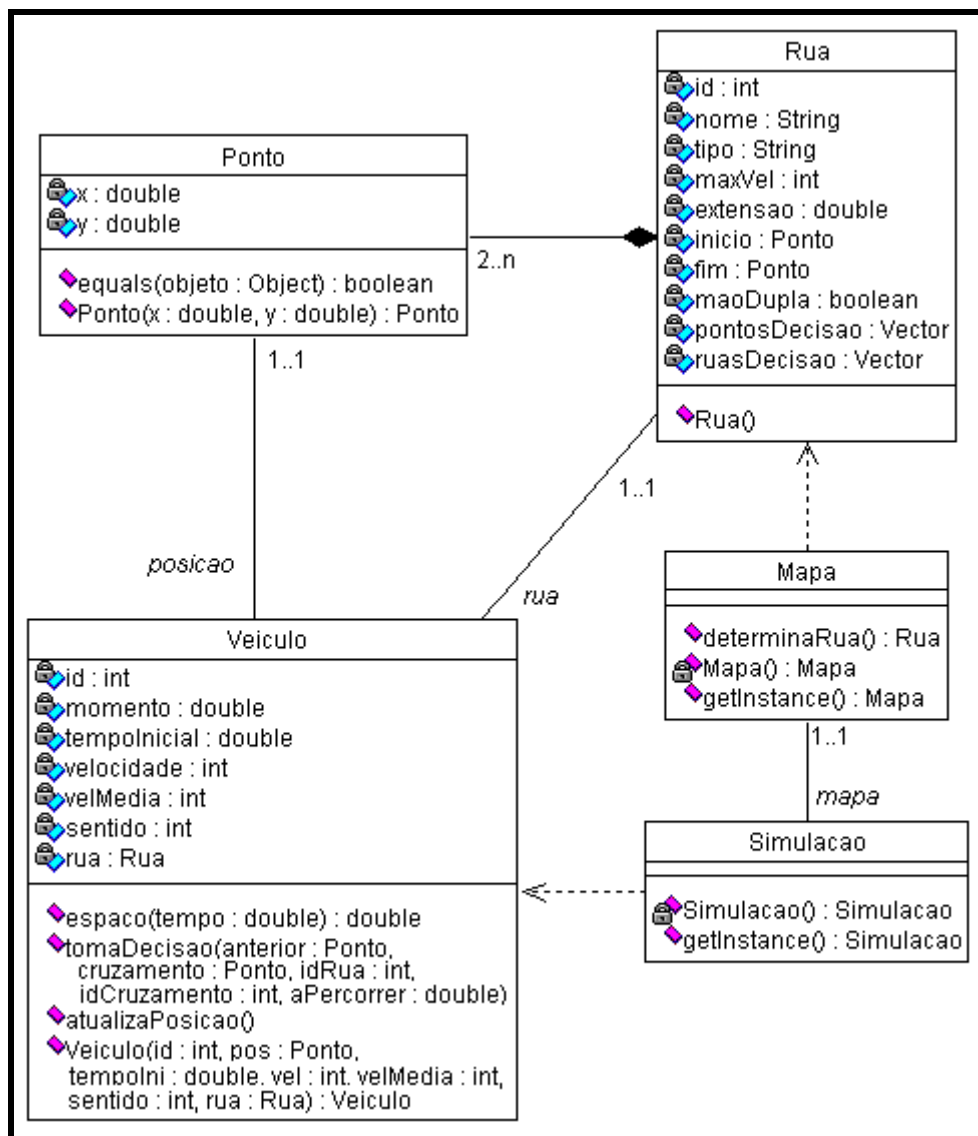 Rua
id : int
nome : String
tipo : String
maxVel : int
extensao : double
inicio : Ponto
fim : Ponto
maoDupla : boolean
pontosDecisao : Vector
ruasDecisao : Vector
Rua()
Ponto
x : double
y : double
equals(objeto : Object) : boolean
Ponto(x : double, y : double) : Ponto
2..n
1..1
1..1
posicao
rua
Mapa
determinaRua() : Rua
Mapa() : Mapa
getInstance() : Mapa
1..1
mapa
Veiculo
id : int
momento : double
tempoInicial : double
velocidade : int
velMedia : int
sentido : int
rua : Rua
espaco(tempo : double) : double
tomaDecisao(anterior : Ponto,
cruzamento : Ponto, idRua : int,
idCruzamento : int, aPercorrer : double)
atualizaPosicao()
Veiculo(id : int, pos : Ponto,
tempoIni : double, vel : int, velMedia : int,
sentido : int, rua : Rua) : Veiculo
Simulacao
Simulacao() : Simulacao
getInstance() : Simulacao